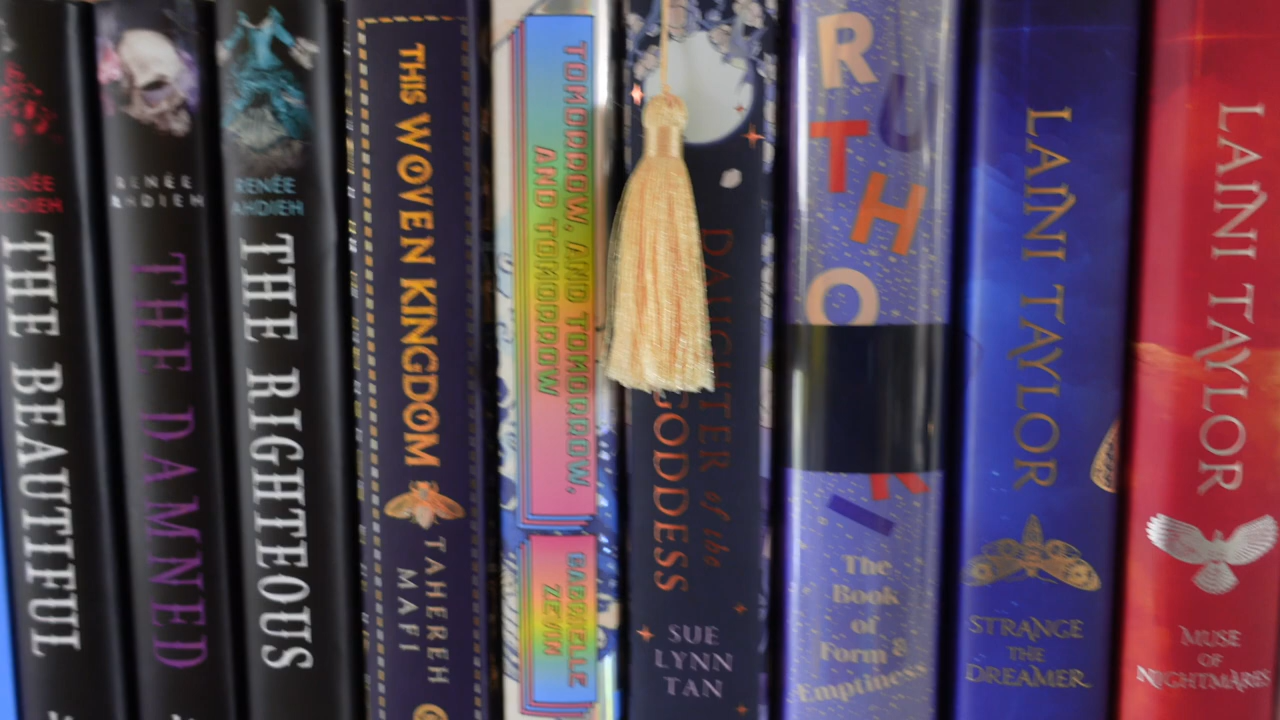 RENÉE
AHDIEH
THE BEAUTIFUL
RENÉE
AHDIEH
THE DAMNED
RENÉE
AHDIEH
THE RIGHTEOUS
THIS WOVEN KINGDOM
TAHEREH
MAFI
TOMORROW, AND TOMORROW,
AND TOMORROW
GABRIELLE
ZEVIN
DAUGHTER of the
GODDESS
SUE
LYNN
TAN
RUTH
O
The
Book
of
Form &
Emptiness
LAINI TAYLOR
STRANGE
THE
DREAMER
LAINI TAYLOR
MUSE
OF
NIGHTMARES